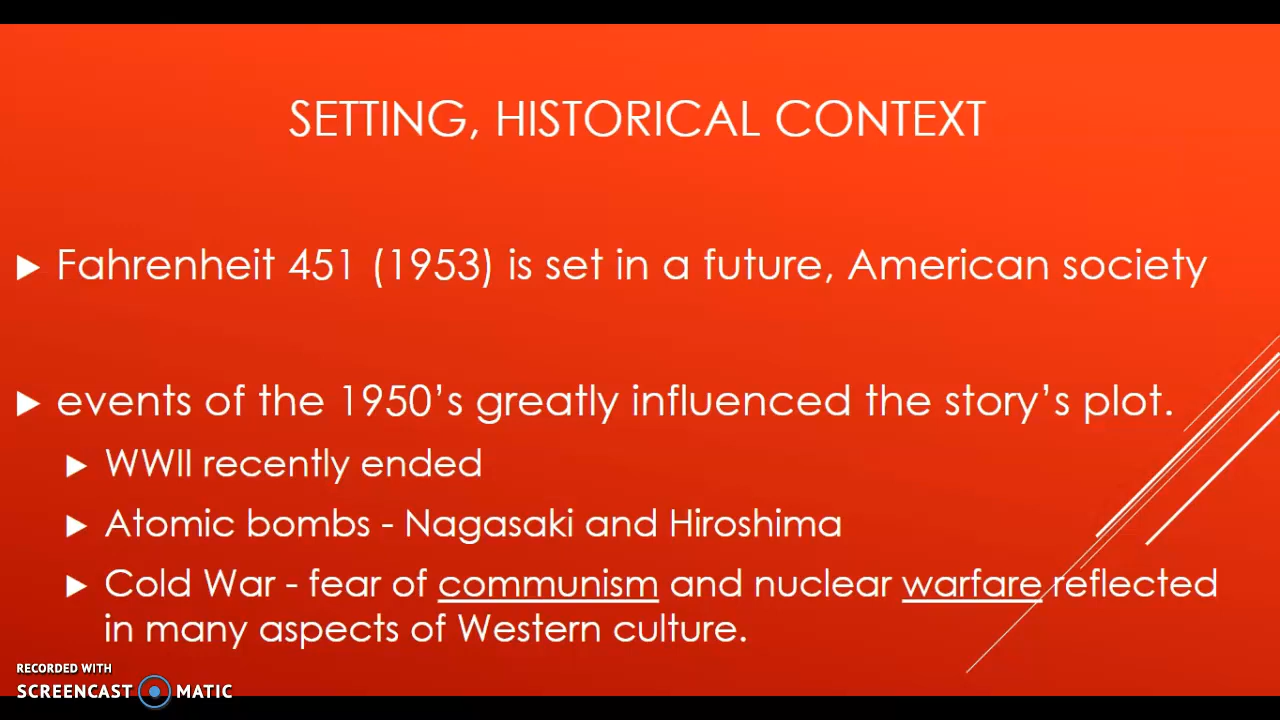 SETTING, HISTORICAL CONTEXT
Fahrenheit 451 (1953) is set in a future, American society
events of the 1950’s greatly influenced the story’s plot.
WWII recently ended
Atomic bombs - Nagasaki and Hiroshima
Cold War - fear of communism and nuclear warfare reflected
in many aspects of Western culture.
RECORDED WITH
SCREENCAST MATIC